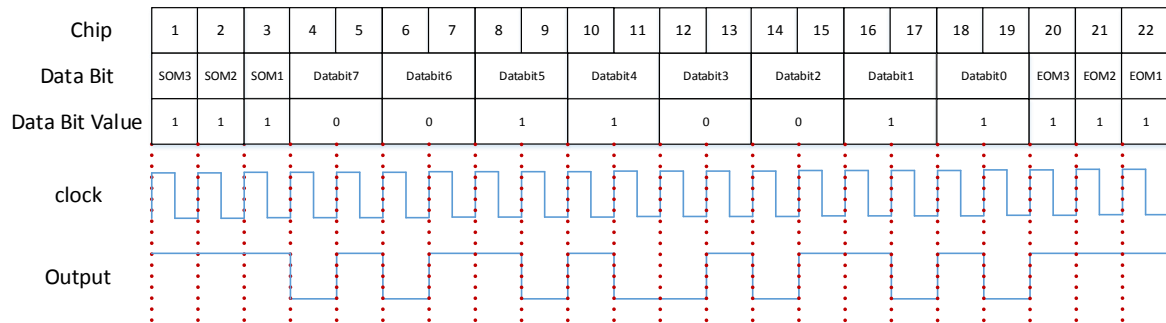 Chip 1 2 3 4 5 6 7 8 9 10 11 12 13 14 15 16 17 18 19 20 21 22
Data Bit SOM3 SOM2 SOM1 Databit7 Databit6 Databit5 Databit4 Databit3 Databit2 Databit1 Databit0 EOM3 EOM2 EOM1
Data Bit Value 1 1 1 0 0 1 1 0 0 1 1 1 1 1
clock
Output